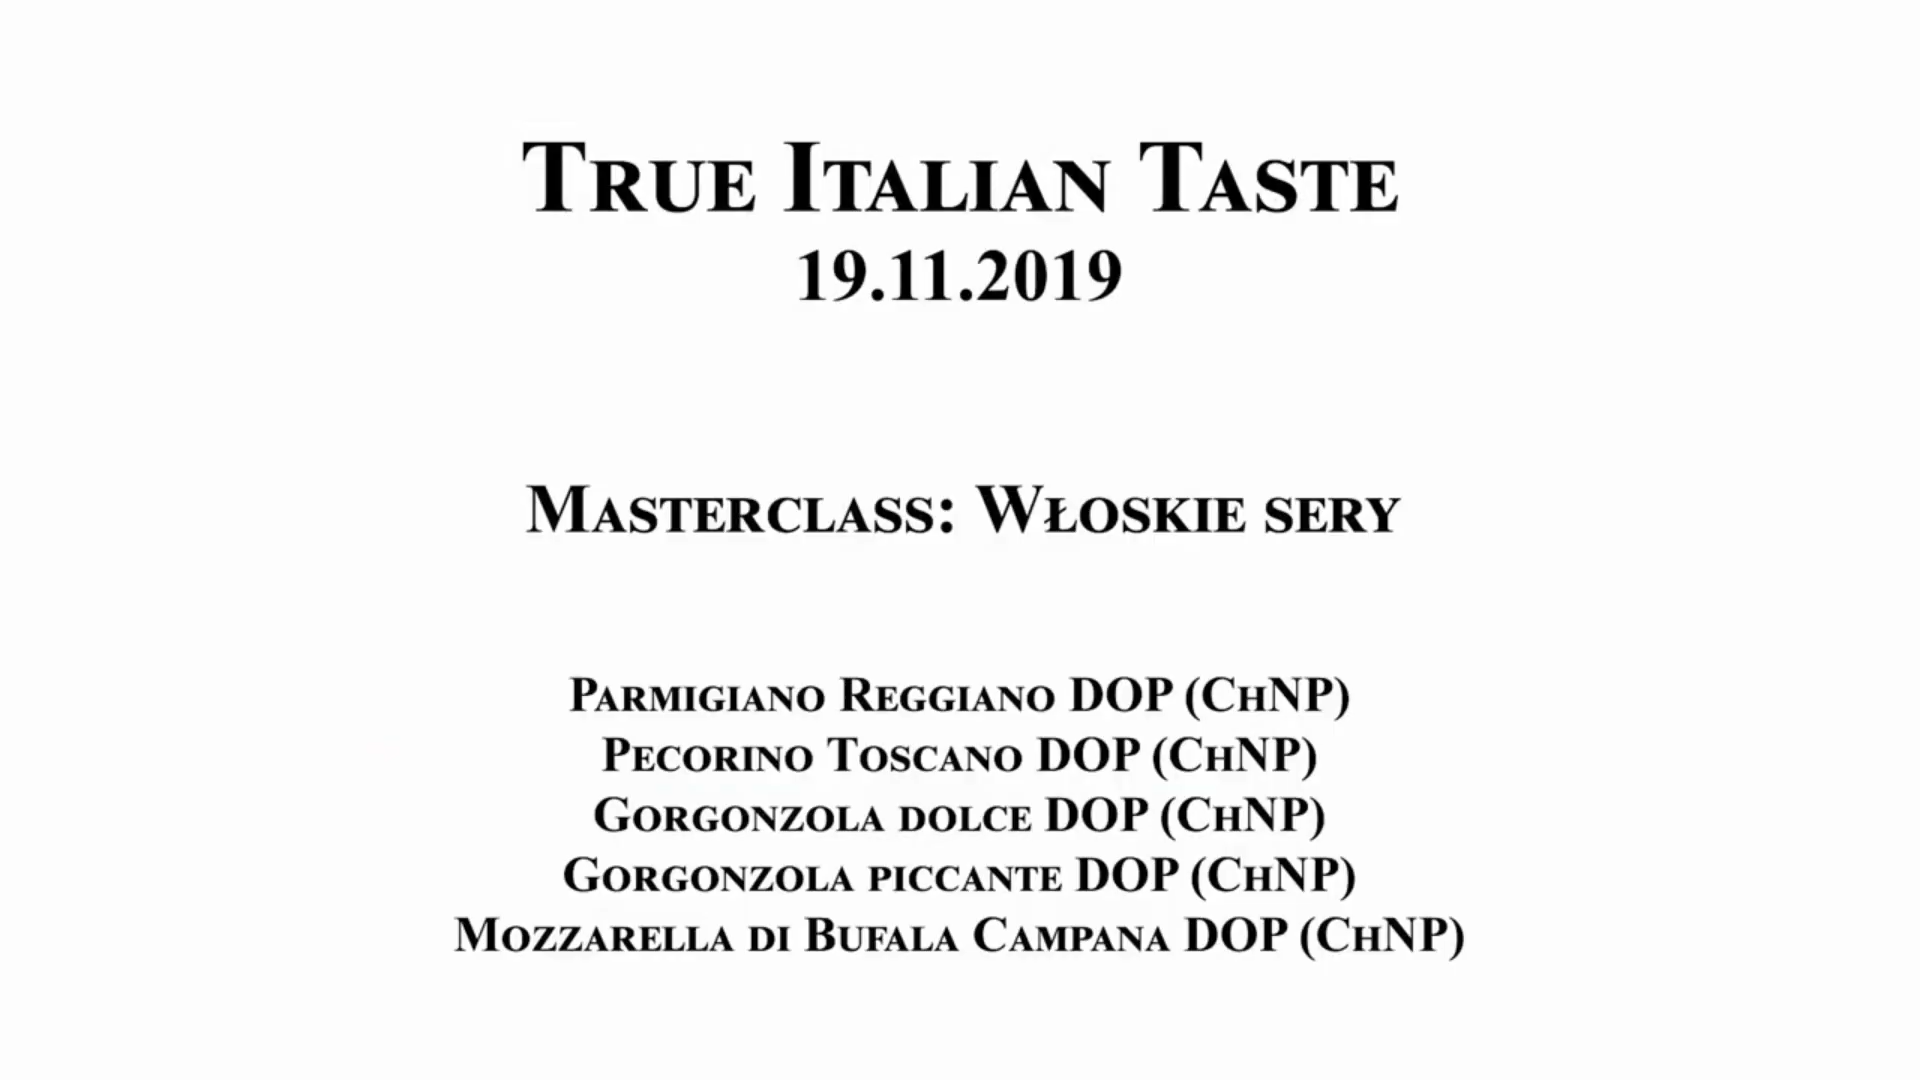 True Italian Taste
19.11.2019
Masterclass: Włoskie sery
Parmigiano Reggiano DOP (ChNP)
Pecorino Toscano DOP (ChNP)
Gorgonzola dolce DOP (ChNP)
Gorgonzola piccante DOP (ChNP)
Mozzarella di Bufala Campana DOP (ChNP)